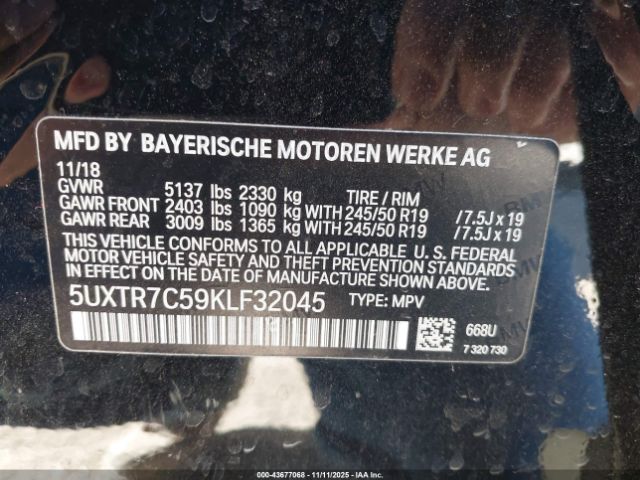 MFD BY BAYERISCHE MOTOREN WERKE AG
11/18
GVWR 5137 lbs 2330 kg TIRE / RIM
GAWR FRONT 2403 lbs 1090 kg WITH 245/50 R19 /7.5J x 19
GAWR REAR 3009 lbs 1365 kg WITH 245/50 R19 /7.5J x 19
THIS VEHICLE CONFORMS TO ALL APPLICABLE U. S. FEDERAL
MOTOR VEHICLE SAFETY AND THEFT PREVENTION STANDARDS
IN EFFECT ON THE DATE OF MANUFACTURE SHOWN ABOVE.
5UXTR7C59KLF32045 TYPE: MPV
668U
7 320 730
000-43677068 - 11/11/2025 - IAA Inc.